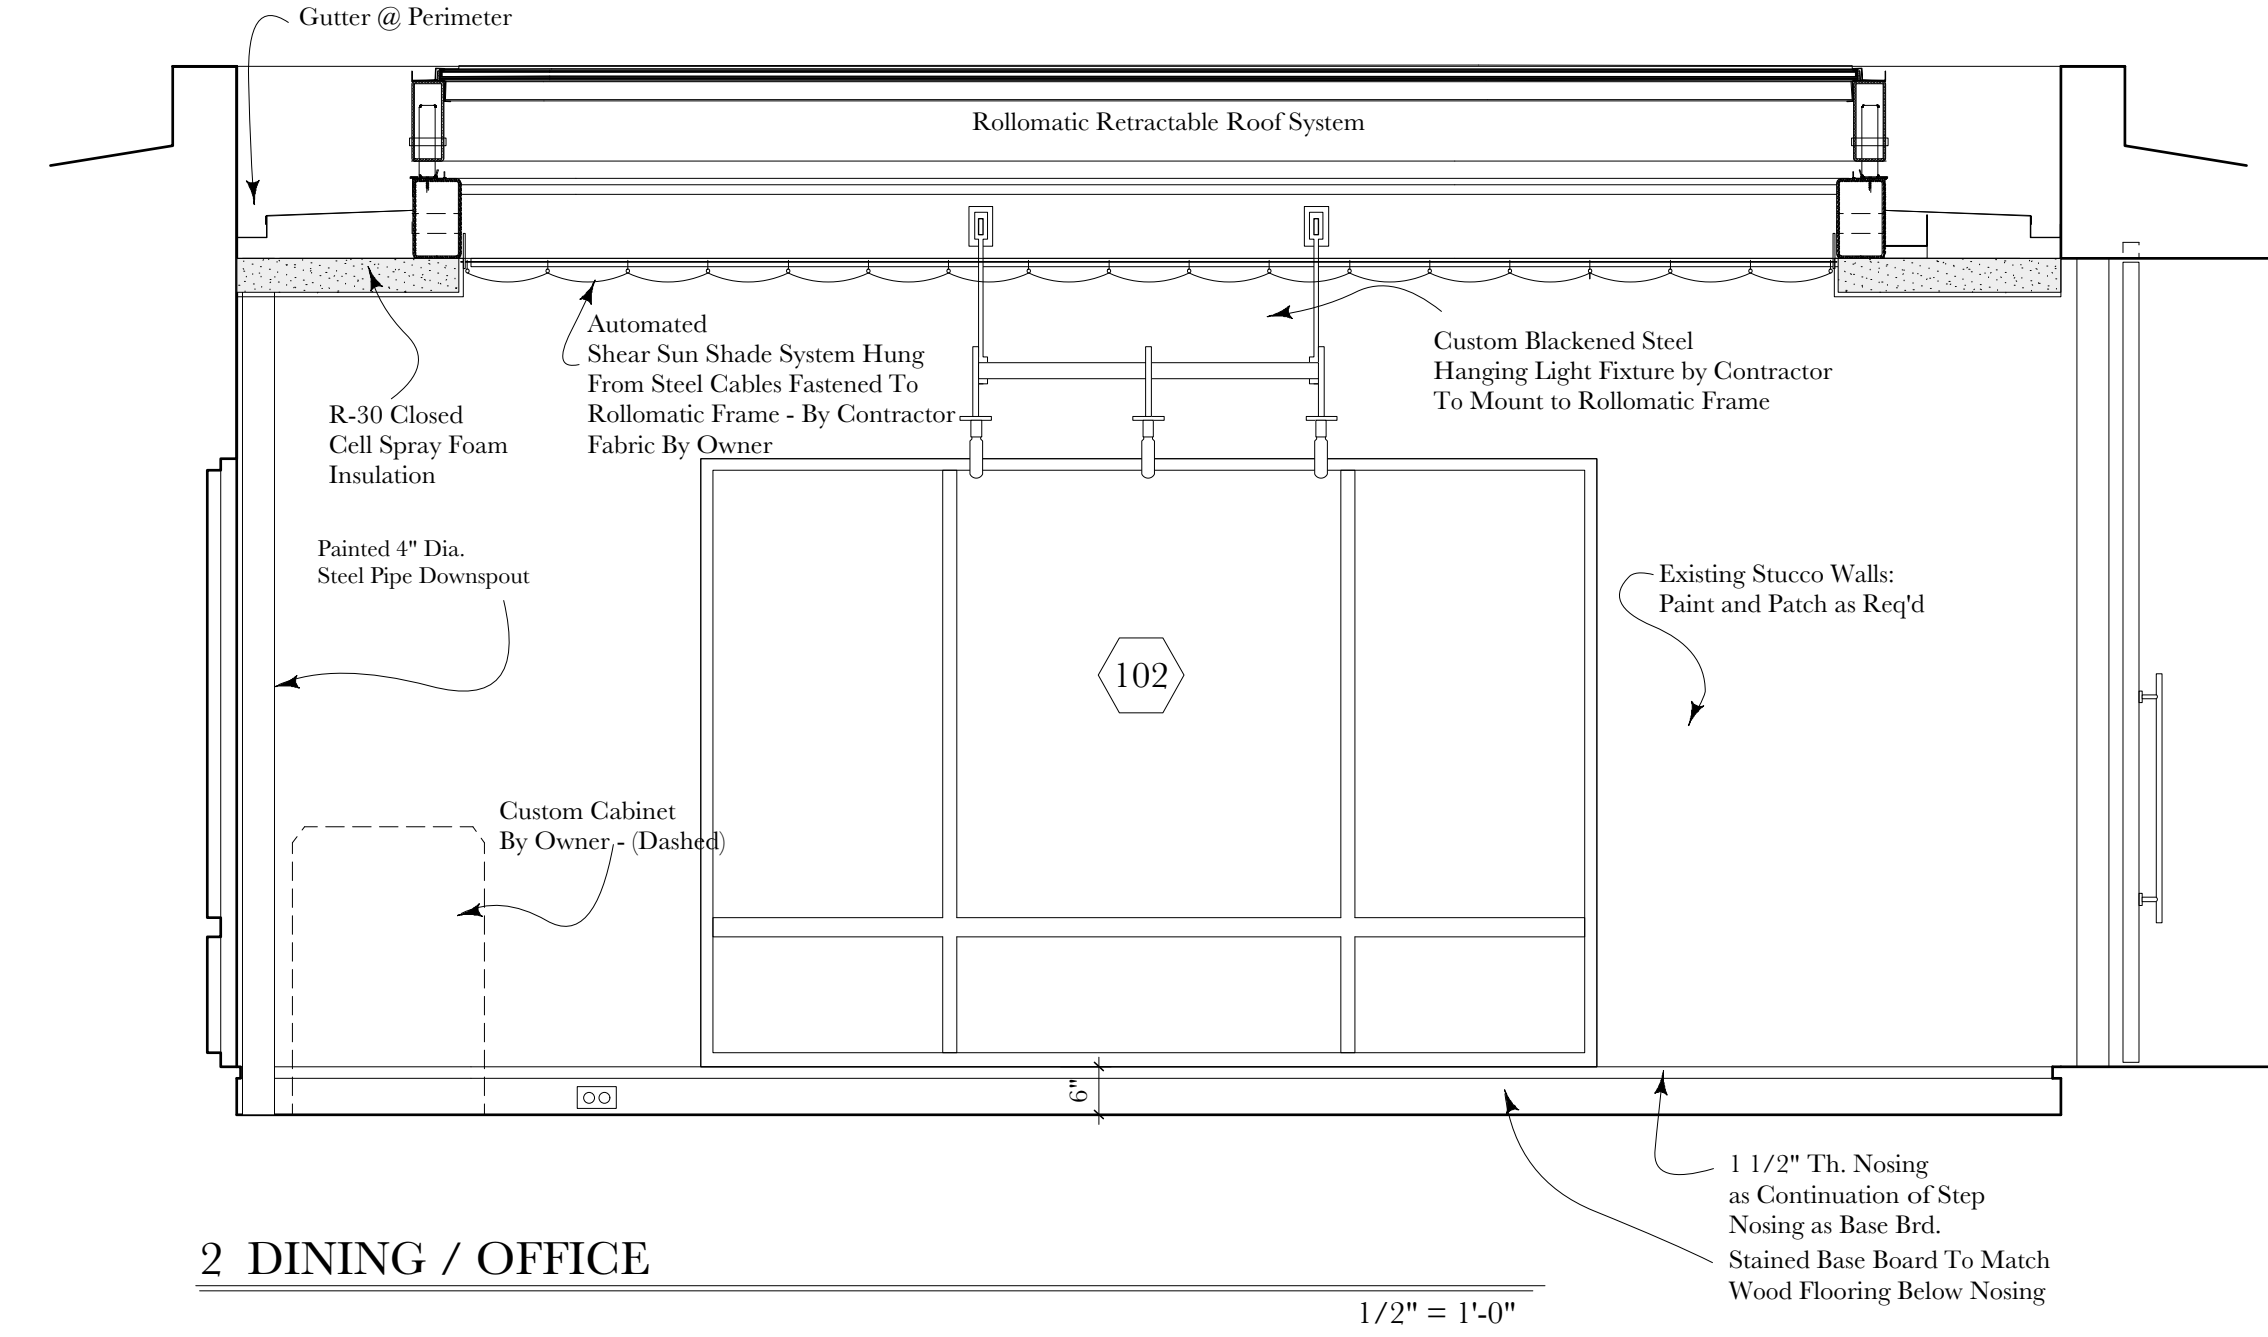 Gutter @ Perimeter
Rollomatic Retractable Roof System
Automated
Shear Sun Shade System Hung
From Steel Cables Fastened To
Rollomatic Frame - By Contractor
Fabric By Owner
Custom Blackened Steel
Hanging Light Fixture by Contractor
To Mount to Rollomatic Frame
R-30 Closed
Cell Spray Foam
Insulation
Painted 4" Dia.
Steel Pipe Downspout
Existing Stucco Walls:
Paint and Patch as Req'd
102
Custom Cabinet
By Owner - (Dashed)
6"
1 1/2" Th. Nosing
as Continuation of Step
Nosing as Base Brd.
Stained Base Board To Match
Wood Flooring Below Nosing
2 DINING / OFFICE
1/2" = 1'-0"